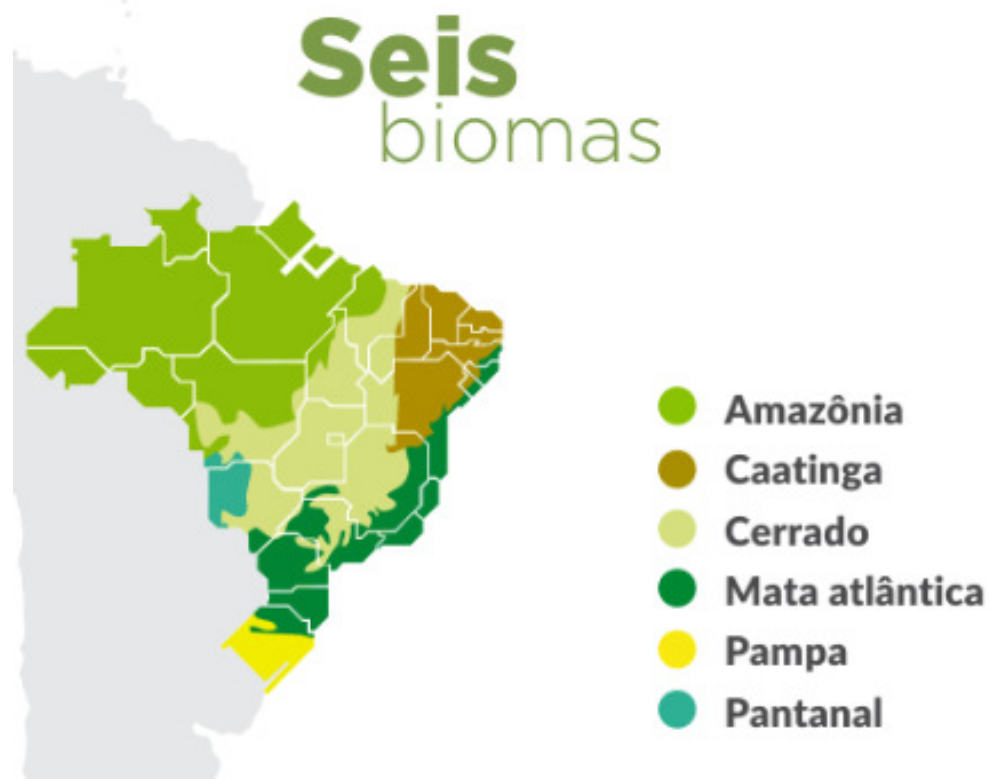 Seis
biomas
Amazônia
Caatinga
Cerrado
Mata atlântica
Pampa
Pantanal